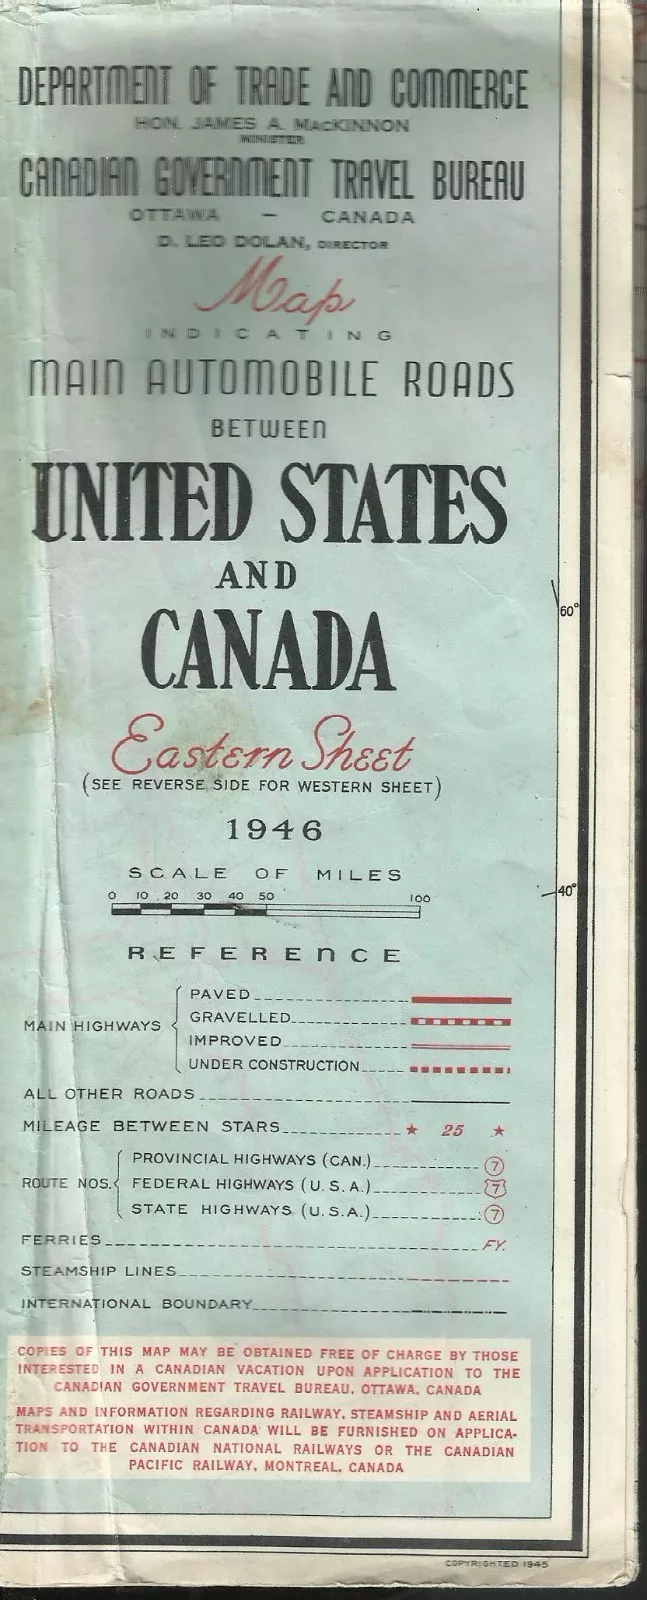 DEPARTMENT OF TRADE AND COMMERCE
HON. JAMES A. MACKINNON
MINISTER
CANADIAN GOVERNMENT TRAVEL BUREAU
OTTAWA – CANADA
D. LEO DOLAN, DIRECTOR
Map
INDICATING
MAIN AUTOMOBILE ROADS
BETWEEN
UNITED STATES
AND
CANADA
60°
Eastern Sheet
(SEE REVERSE SIDE FOR WESTERN SHEET)
1946
SCALE OF MILES
40°
0 10 20 30 40 50 100
REFERENCE
MAIN HIGHWAYS
PAVED
GRAVELLED
IMPROVED
UNDER CONSTRUCTION
ALL OTHER ROADS
MILEAGE BETWEEN STARS ★ 25 ★
ROUTE NOS.
PROVINCIAL HIGHWAYS (CAN.) 7
FEDERAL HIGHWAYS (U.S.A.) 7
STATE HIGHWAYS (U.S.A.) 7
FERRIES FY.
STEAMSHIP LINES
INTERNATIONAL BOUNDARY
COPIES OF THIS MAP MAY BE OBTAINED FREE OF CHARGE BY THOSE
INTERESTED IN A CANADIAN VACATION UPON APPLICATION TO THE
CANADIAN GOVERNMENT TRAVEL BUREAU, OTTAWA, CANADA
MAPS AND INFORMATION REGARDING RAILWAY, STEAMSHIP AND AERIAL
TRANSPORTATION WITHIN CANADA WILL BE FURNISHED ON APPLICA-
TION TO THE CANADIAN NATIONAL RAILWAYS OR THE CANADIAN
PACIFIC RAILWAY, MONTREAL, CANADA
COPYRIGHTED 1945